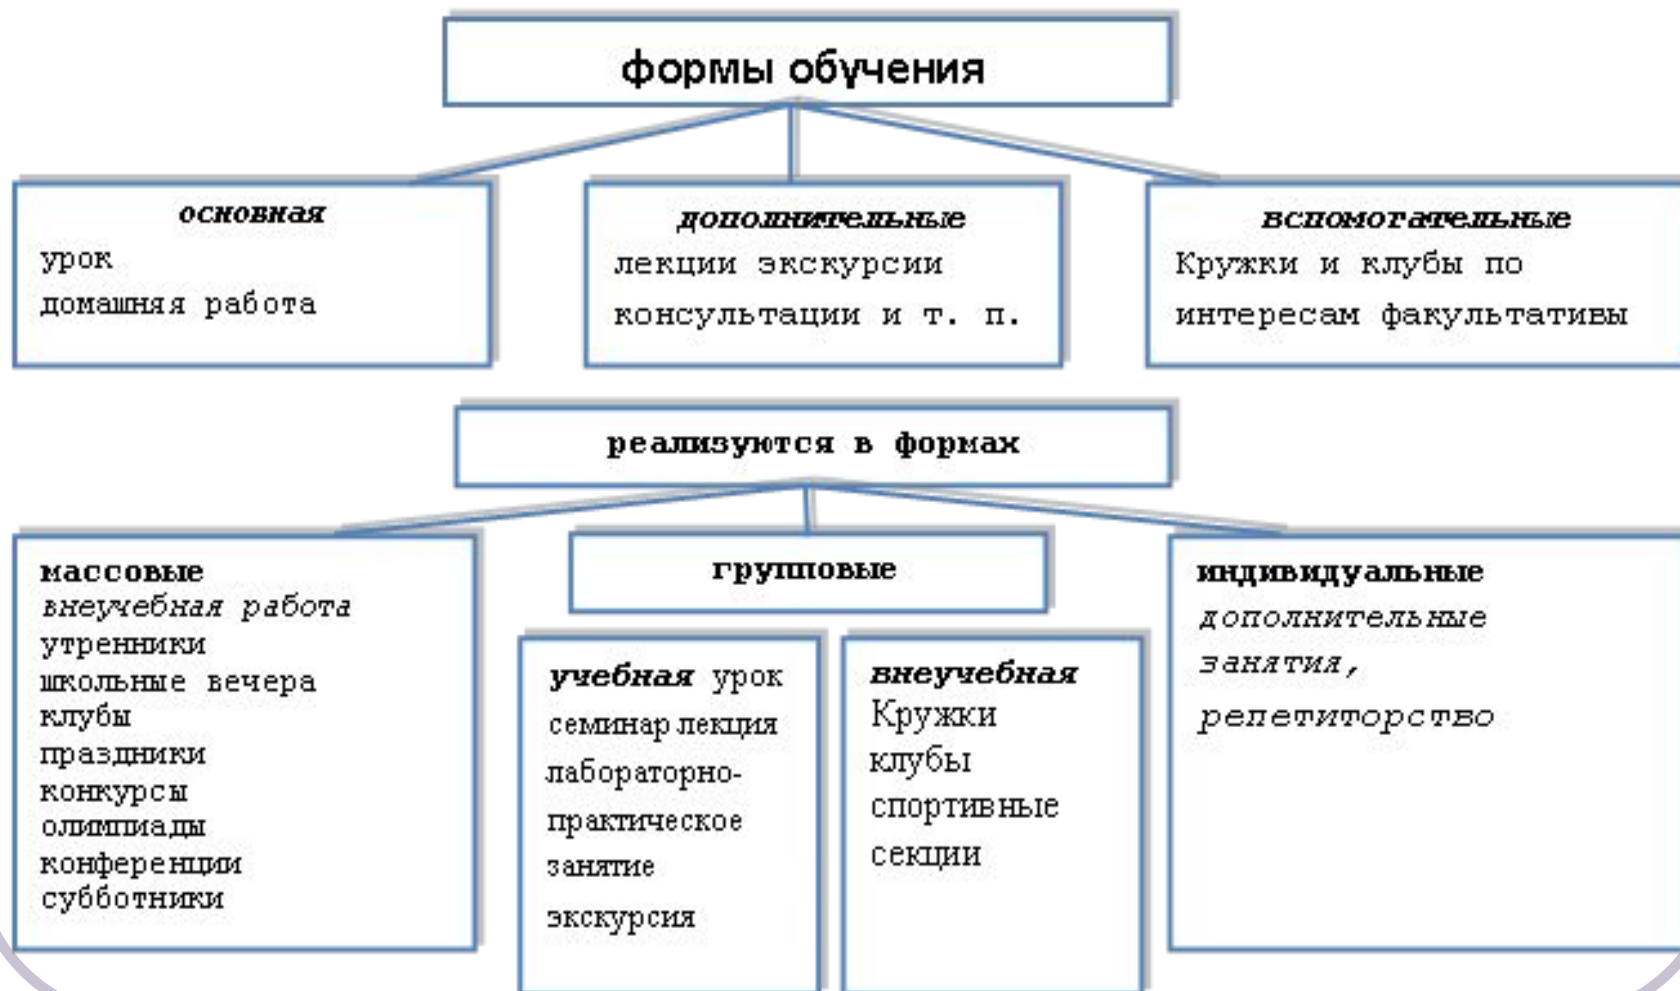 формы обучения
основная
урок
домашняя работа
дополнительные
лекции экскурсии
консультации и т. п.
вспомогательные
Кружки и клубы по
интересам факультативы
реализуются в формах
массовые
внеучебная работа
утренники
школьные вечера
клубы
праздники
конкурсы
олимпиады
конференции
субботники
групповые
учебная урок
семинар лекция
лабораторно-
практическое
занятие
экскурсия
внеучебная
Кружки
клубы
спортивные
секции
индивидуальные
дополнительные
занятия,
репетиторство